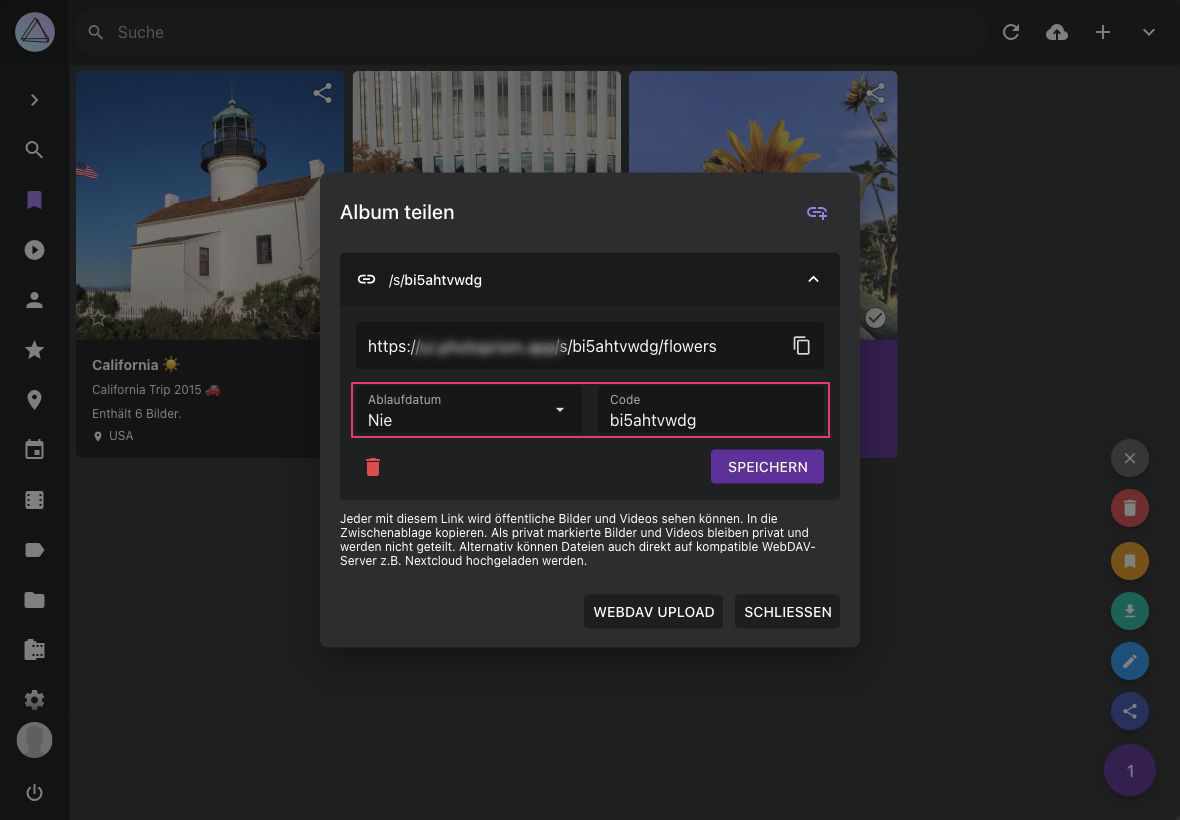 Suche
Album teilen
/s/bi5ahtvwdg
https:// /s/bi5ahtvwdg/flowers
Ablaufdatum
Nie
Code
bi5ahtvwdg
SPEICHERN
Jeder mit diesem Link wird öffentliche Bilder und Videos sehen können. In die
Zwischenablage kopieren. Als privat markierte Bilder und Videos bleiben privat und
werden nicht geteilt. Alternativ können Dateien auch direkt auf kompatible WebDAV-
Server z.B. Nextcloud hochgeladen werden.
WEBDAV UPLOAD
SCHLIESSEN
California ☀️
California Trip 2015 🚗
Enthält 6 Bilder.
USA
1